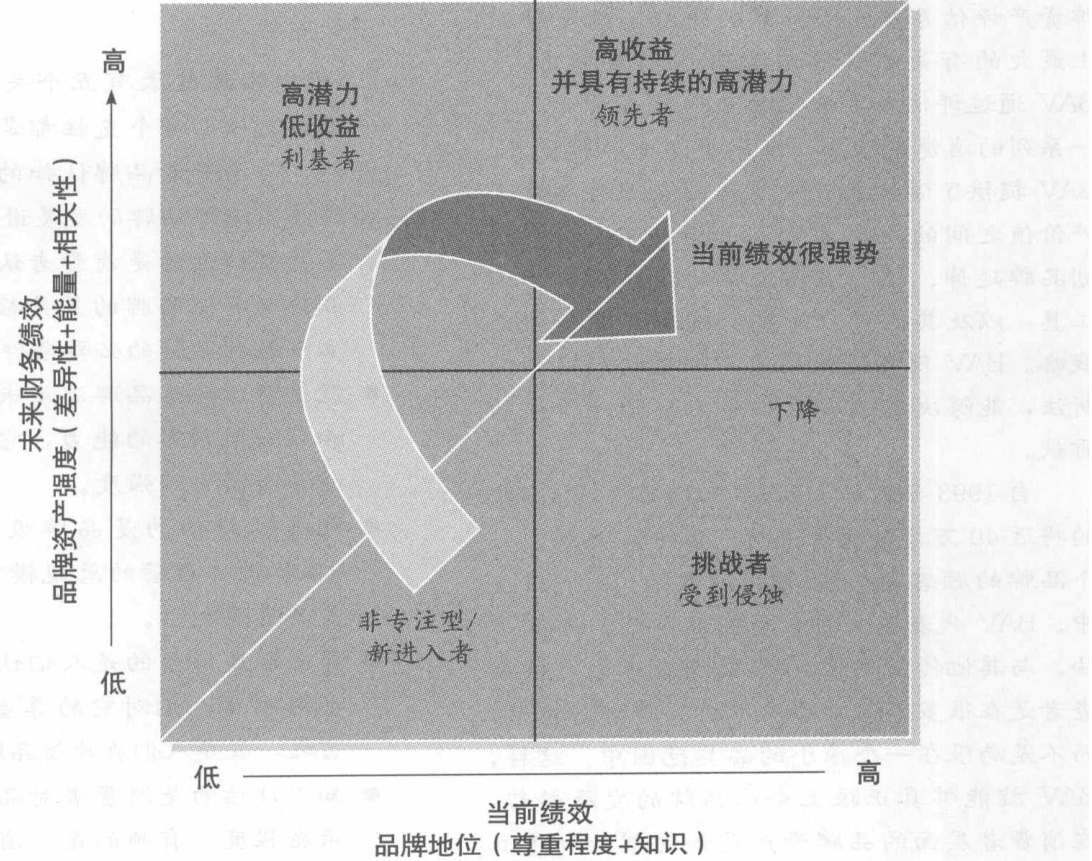 高
高潜力
低收益
利基者
高收益
并具有持续的高潜力
领先者
当前绩效很强势
未来财务绩效
品牌资产强度（差异性+能量+相关性）
下降
挑战者
受到侵蚀
非专注型/
新进入者
低
低
高
当前绩效
品牌地位（尊重程度+知识）